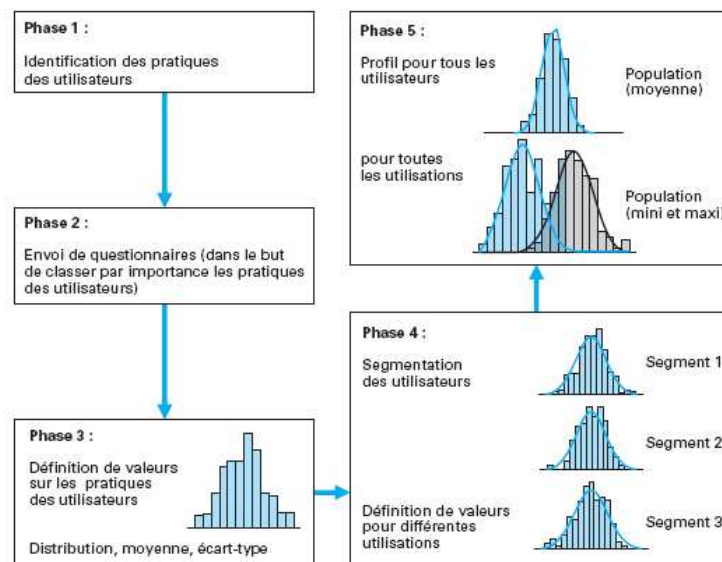 Phase 1 :
Identification des pratiques
des utilisateurs
Phase 2 :
Envoi de questionnaires (dans le but
de classer par importance les pratiques
des utilisateurs)
Phase 3 :
Définition de valeurs
sur les pratiques
des utilisateurs
Distribution, moyenne, écart-type
Phase 4 :
Segmentation
des utilisateurs
Segment 1
Segment 2
Définition de valeurs
pour différentes
utilisations
Segment 3
Phase 5 :
Profil pour tous les
utilisateurs
Population
(moyenne)
pour toutes
les utilisations
Population
(mini et maxi)